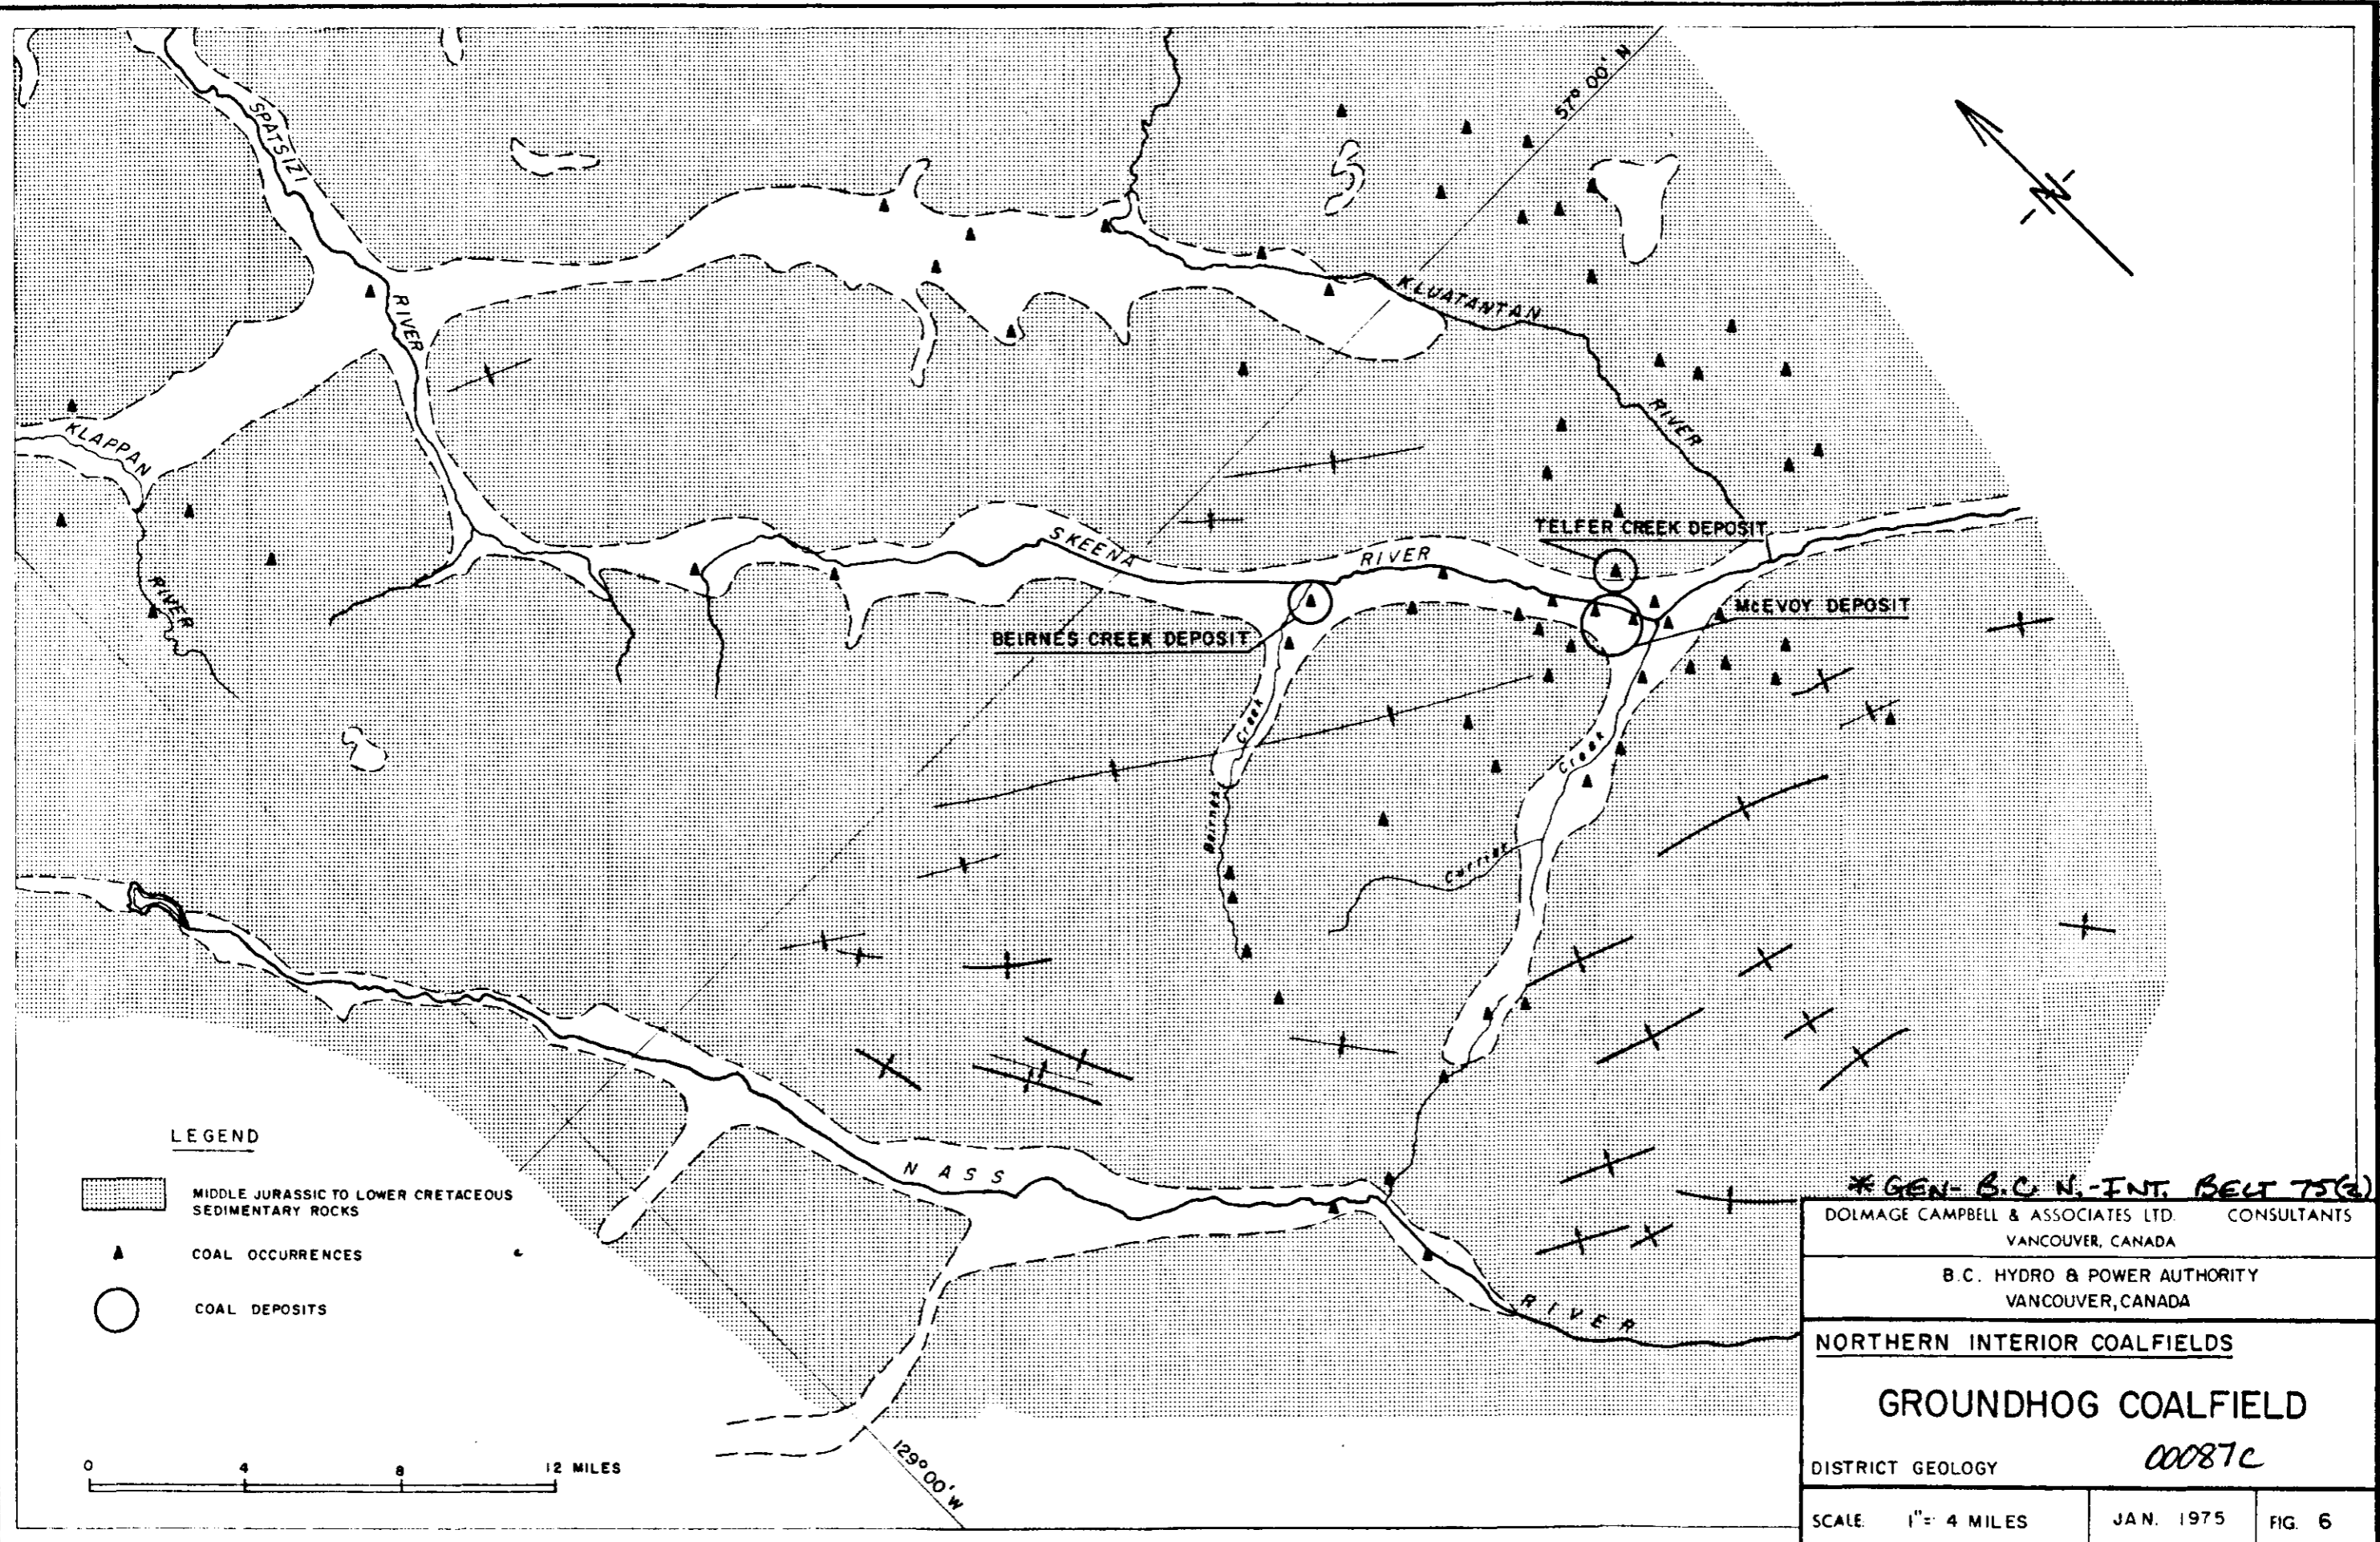 57° 00' N
SPATSIZI
RIVER
N
KLUATANTAN
RIVER
KLAPPAN
RIVER
SKEENA
RIVER
TELFER CREEK DEPOSIT
McEVOY DEPOSIT
BEIRNES CREEK DEPOSIT
Beirnes
Creek
Currier
Creek
NASS
RIVER
129° 00' W
LEGEND
MIDDLE JURASSIC TO LOWER CRETACEOUS
SEDIMENTARY ROCKS
COAL OCCURRENCES
COAL DEPOSITS
0 4 8 12 MILES
* GEN- B.C. N.-INT. BELT 75(2)
DOLMAGE CAMPBELL & ASSOCIATES LTD. CONSULTANTS
VANCOUVER, CANADA
B.C. HYDRO & POWER AUTHORITY
VANCOUVER, CANADA
NORTHERN INTERIOR COALFIELDS
GROUNDHOG COALFIELD
DISTRICT GEOLOGY 00087C
SCALE: 1"= 4 MILES
JAN. 1975
FIG. 6